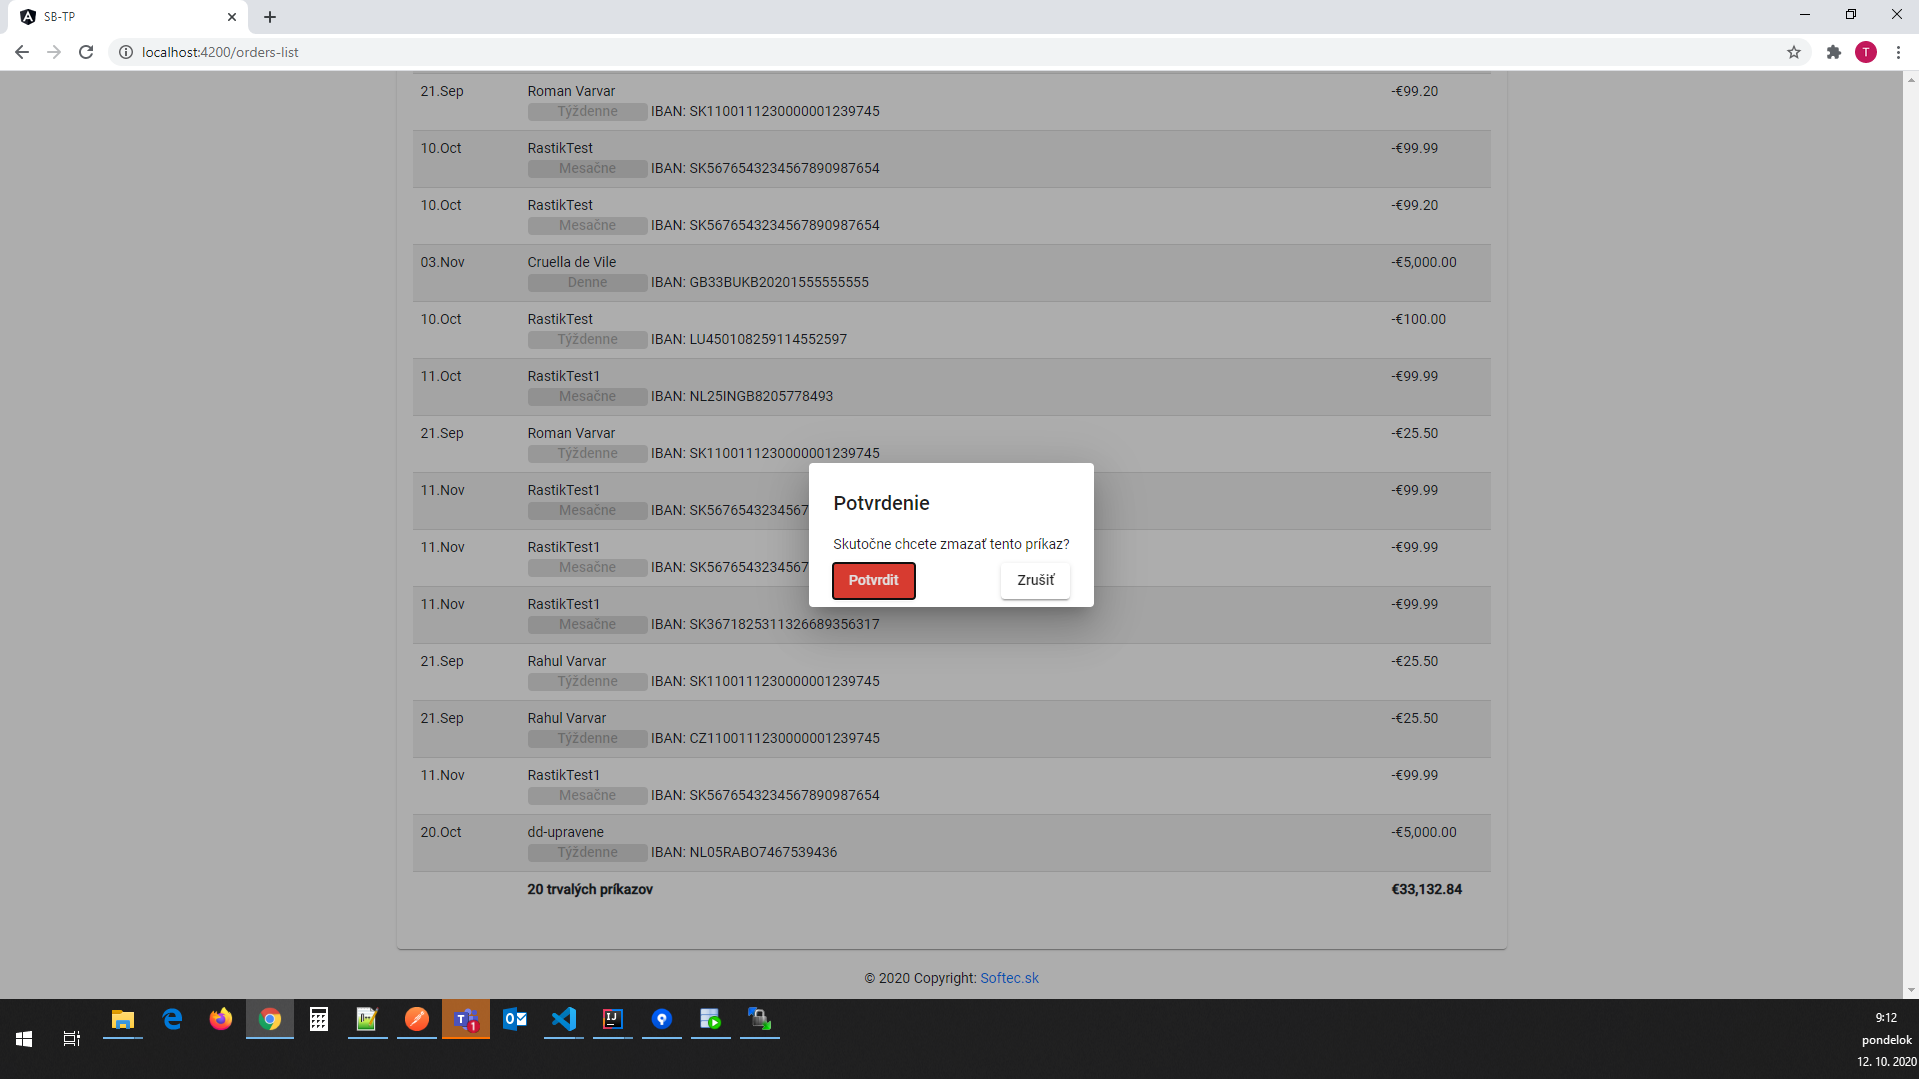 SB-TP
localhost:4200/orders-list
T
21.Sep Roman Varvar -€99.20
Týždenne IBAN: SK1100111230000001239745
10.Oct RastikTest -€99.99
Mesačne IBAN: SK5676543234567890987654
10.Oct RastikTest -€99.20
Mesačne IBAN: SK5676543234567890987654
03.Nov Cruella de Vile -€5,000.00
Denne IBAN: GB33BUKB20201555555555
10.Oct RastikTest -€100.00
Týždenne IBAN: LU450108259114552597
11.Oct RastikTest1 -€99.99
Mesačne IBAN: NL25INGB8205778493
21.Sep Roman Varvar -€25.50
Týždenne IBAN: SK1100111230000001239745
11.Nov RastikTest1 -€99.99
Mesačne IBAN: SK5676543234567
11.Nov RastikTest1 -€99.99
Mesačne IBAN: SK5676543234567
11.Nov RastikTest1 -€99.99
Mesačne IBAN: SK3671825311326689356317
21.Sep Rahul Varvar -€25.50
Týždenne IBAN: SK1100111230000001239745
21.Sep Rahul Varvar -€25.50
Týždenne IBAN: CZ1100111230000001239745
11.Nov RastikTest1 -€99.99
Mesačne IBAN: SK5676543234567890987654
20.Oct dd-upravene -€5,000.00
Týždenne IBAN: NL05RABO7467539436
20 trvalých príkazov €33,132.84
Potvrdenie
Skutočne chcete zmazať tento príkaz?
Potvrdit Zrušiť
© 2020 Copyright: Softec.sk
9:12
pondelok
12. 10. 2020